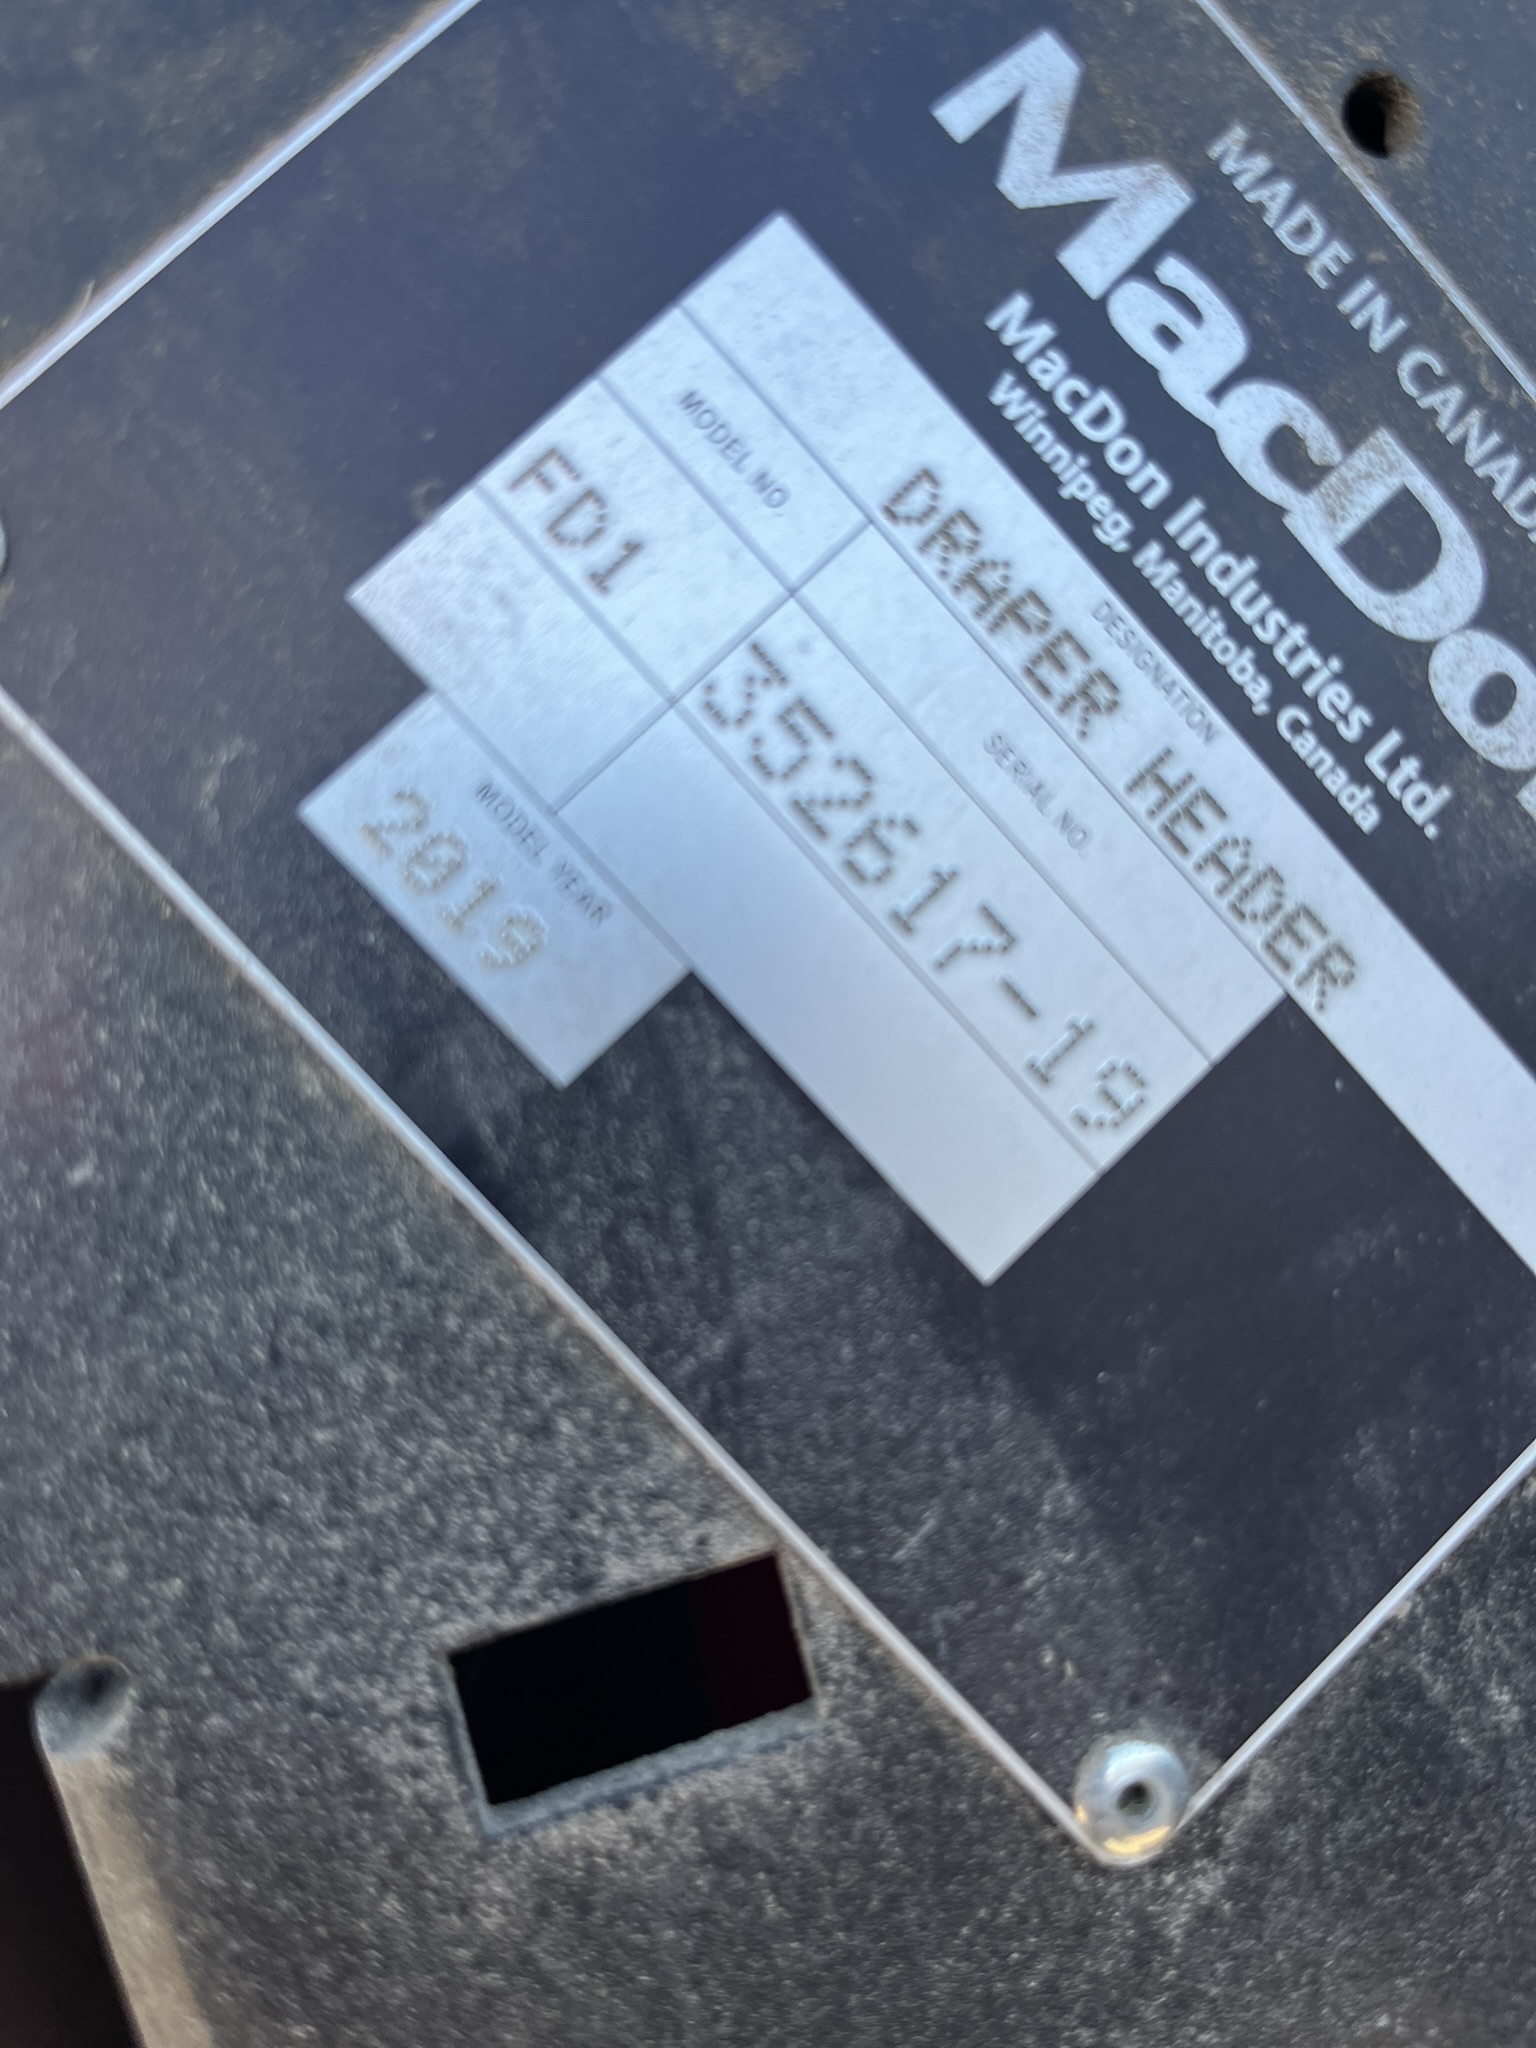 MADE IN CANADA
MacDon
MacDon Industries Ltd.
Winnipeg, Manitoba, Canada
DESIGNATION
DRAPER HEADER
MODEL NO.
SERIAL NO.
FD1
352617-19
MODEL YEAR
2019